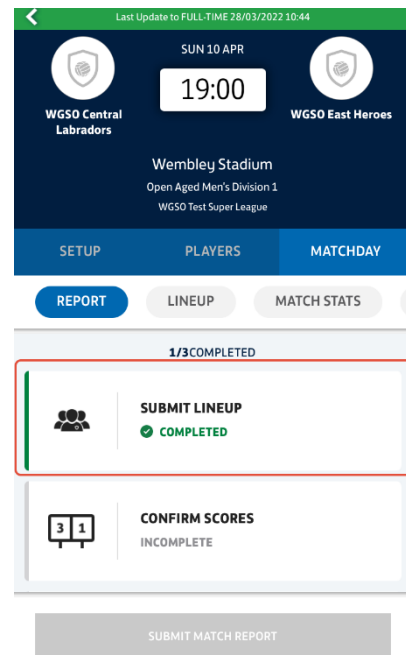 Last Update to FULL-TIME 28/03/2022 10:44
SUN 10 APR
19:00
WGSO Central
Labradors
WGSO East Heroes
Wembley Stadium
Open Aged Men's Division 1
WGSO Test Super League
SETUP PLAYERS MATCHDAY
REPORT LINEUP MATCH STATS
1/3COMPLETED
SUBMIT LINEUP
COMPLETED
3 1
CONFIRM SCORES
INCOMPLETE
SUBMIT MATCH REPORT